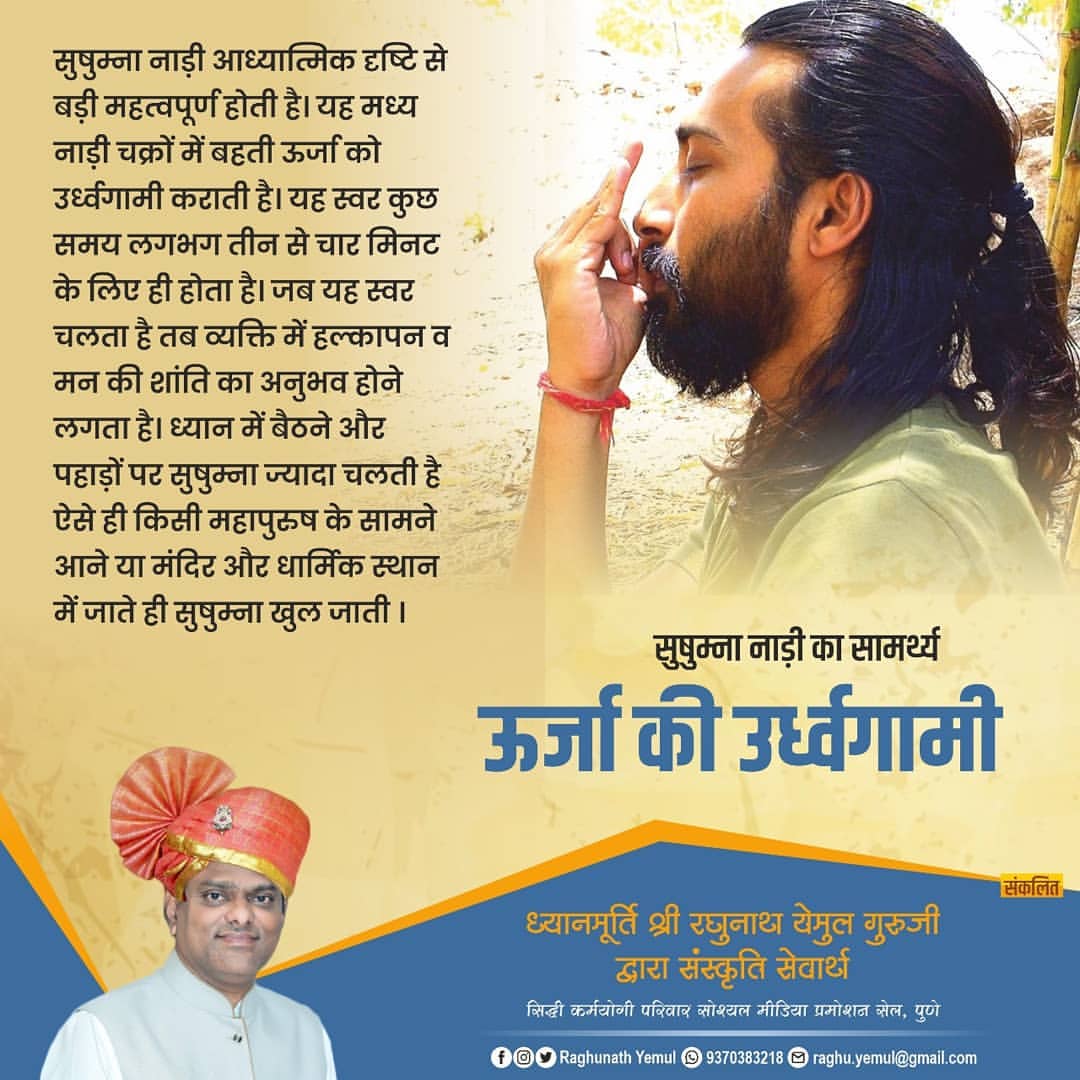 सुषुम्ना नाड़ी आध्यात्मिक दृष्टि से
बड़ी महत्वपूर्ण होती है। यह मध्य
नाड़ी चक्रों में बहती ऊर्जा को
उर्ध्वगामी कराती है। यह स्वर कुछ
समय लगभग तीन से चार मिनट
के लिए ही होता है। जब यह स्वर
चलता है तब व्यक्ति में हल्कापन व
मन की शांति का अनुभव होने
लगता है। ध्यान में बैठने और
पहाड़ों पर सुषुम्ना ज्यादा चलती है
ऐसे ही किसी महापुरुष के सामने
आने या मंदिर और धार्मिक स्थान
में जाते ही सुषुम्ना खुल जाती ।
सुषुम्ना नाड़ी का सामर्थ्य
ऊर्जा की उर्ध्वगामी
संकलित
ध्यानमूर्ति श्री रघुनाथ येमुल गुरुजी
द्वारा संस्कृति सेवार्थ
सिद्धी कर्मयोगी परिवार सोश्यल मीडिया प्रमोशन सेल, पुणे
Raghunath Yemul 9370383218 raghu.yemul@gmail.com